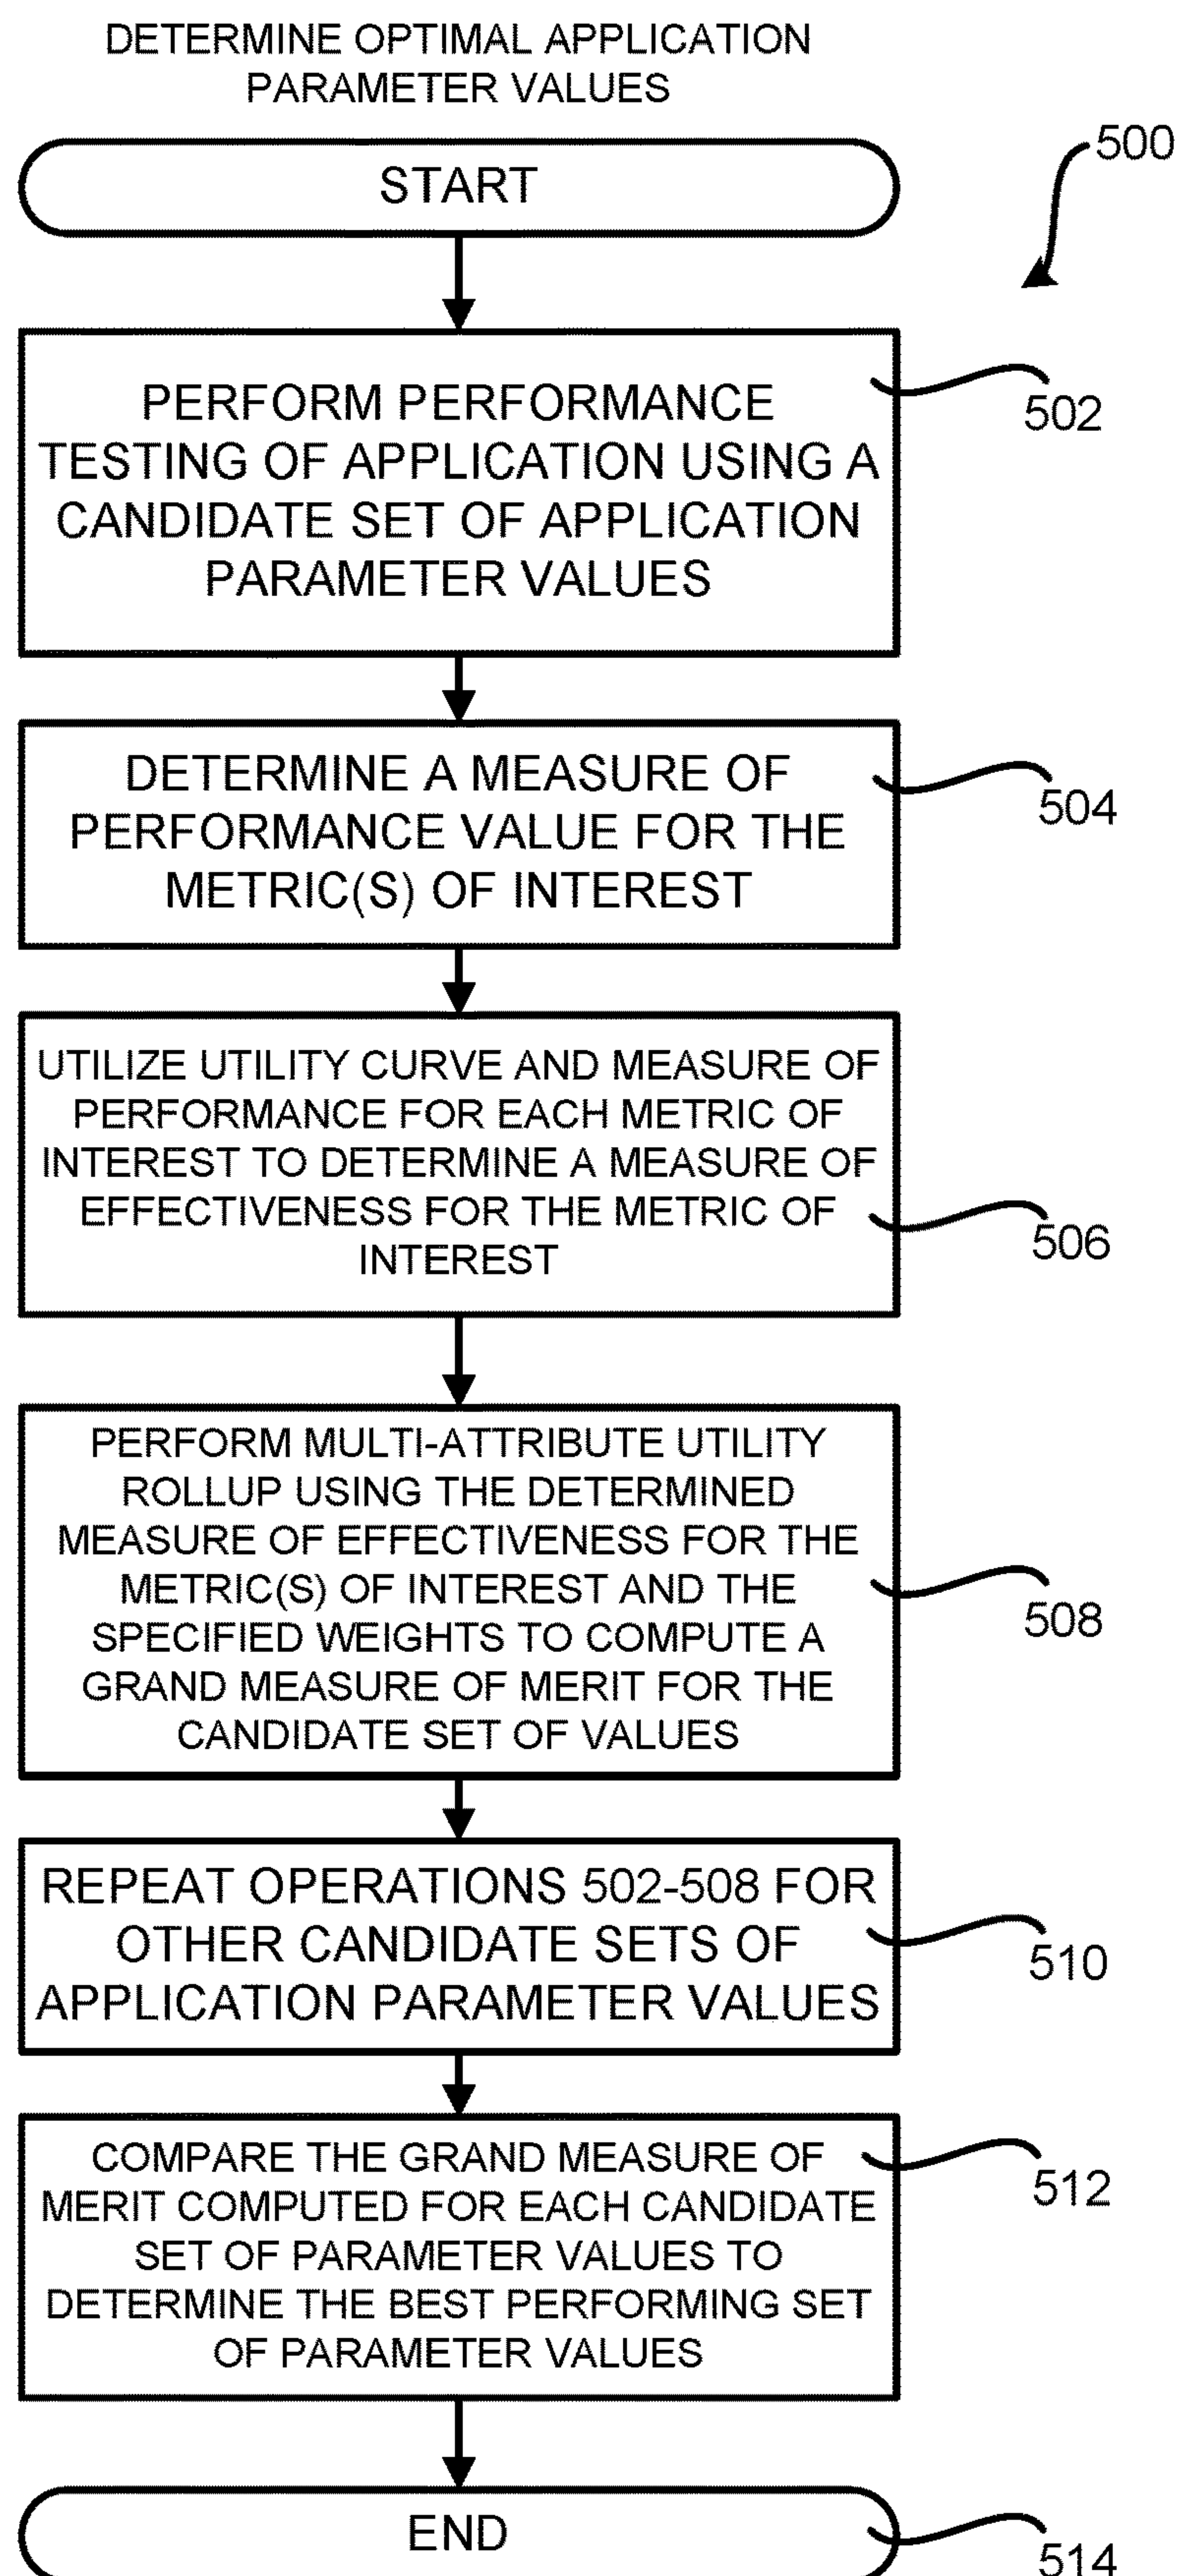 DETERMINE OPTIMAL APPLICATION
PARAMETER VALUES
START
500
PERFORM PERFORMANCE
TESTING OF APPLICATION USING A
CANDIDATE SET OF APPLICATION
PARAMETER VALUES
502
DETERMINE A MEASURE OF
PERFORMANCE VALUE FOR THE
METRIC(S) OF INTEREST
504
UTILIZE UTILITY CURVE AND MEASURE OF
PERFORMANCE FOR EACH METRIC OF
INTEREST TO DETERMINE A MEASURE OF
EFFECTIVENESS FOR THE METRIC OF
INTEREST
506
PERFORM MULTI-ATTRIBUTE UTILITY
ROLLUP USING THE DETERMINED
MEASURE OF EFFECTIVENESS FOR THE
METRIC(S) OF INTEREST AND THE
SPECIFIED WEIGHTS TO COMPUTE A
GRAND MEASURE OF MERIT FOR THE
CANDIDATE SET OF VALUES
508
REPEAT OPERATIONS 502-508 FOR
OTHER CANDIDATE SETS OF
APPLICATION PARAMETER VALUES
510
COMPARE THE GRAND MEASURE OF
MERIT COMPUTED FOR EACH CANDIDATE
SET OF PARAMETER VALUES TO
DETERMINE THE BEST PERFORMING SET
OF PARAMETER VALUES
512
END
514